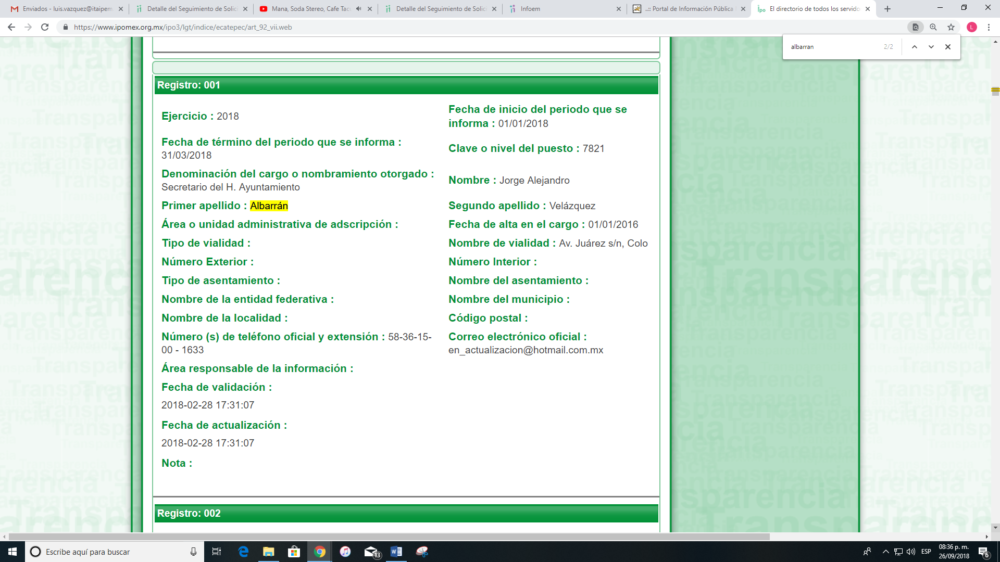 Enviados - luis.vazquez@itaipem.
Detalle del Seguimiento de Solici
Mana, Soda Stereo, Cafe Tacu
Detalle del Seguimiento de Solici
Infoem
..:: Portal de Información Pública
El directorio de todos los servido
https://www.ipomex.org.mx/ipo3/lgt/indice/ecatepec/art_92_vii.web
L
albarran
2/2
Registro: 001
Ejercicio : 2018
Fecha de inicio del periodo que se
informa : 01/01/2018
Fecha de término del periodo que se informa :
31/03/2018
Clave o nivel del puesto : 7821
Denominación del cargo o nombramiento otorgado :
Secretario del H. Ayuntamiento
Nombre : Jorge Alejandro
Primer apellido : Albarrán
Segundo apellido : Velázquez
Área o unidad administrativa de adscripción :
Fecha de alta en el cargo : 01/01/2016
Tipo de vialidad :
Nombre de vialidad : Av. Juárez s/n, Colo
Número Exterior :
Número Interior :
Tipo de asentamiento :
Nombre del asentamiento :
Nombre de la entidad federativa :
Nombre del municipio :
Nombre de la localidad :
Código postal :
Número (s) de teléfono oficial y extensión : 58-36-15-
00 - 1633
Correo electrónico oficial :
en_actualizacion@hotmail.com.mx
Área responsable de la información :
Fecha de validación :
2018-02-28 17:31:07
Fecha de actualización :
2018-02-28 17:31:07
Nota :
Registro: 002
Escribe aquí para buscar
13
ESP
08:36 p. m.
26/09/2018
6